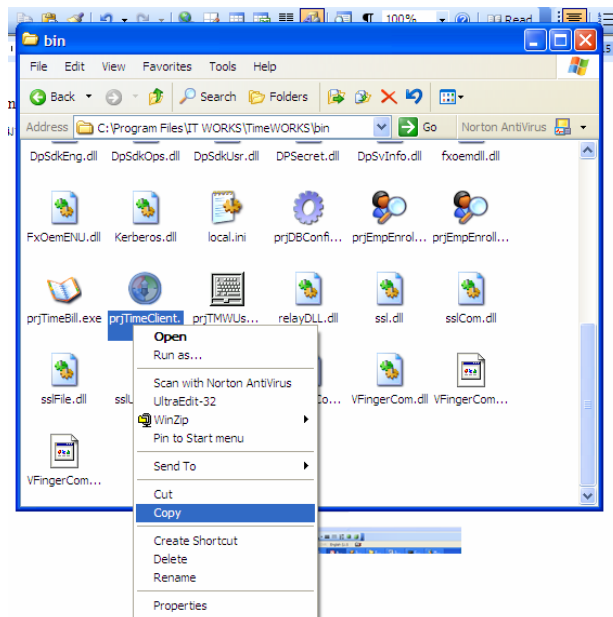 100%
Read
bin
File Edit View Favorites Tools Help
Back Search Folders
Address C:\Program Files\IT WORKS\TimeWORKS\bin Go Norton AntiVirus
DpSdkEng.dll DpSdkOps.dll DpSdkUsr.dll DPSecret.dll DpSvInfo.dll fxoemdll.dll
FxOemENU.dll Kerberos.dll local.ini prjDBConfi... prjEmpEnrol... prjEmpEnroll...
prjTimeBill.exe prjTimeClient. prjTMWUs... relayDLL.dll ssl.dll sslCom.dll
sslFile.dll VFingerCom.dll VFingerCom...
VFingerCom...
Open
Run as...
Scan with Norton AntiVirus
UltraEdit-32
WinZip
Pin to Start menu
Send To
Cut
Copy
Create Shortcut
Delete
Rename
Properties